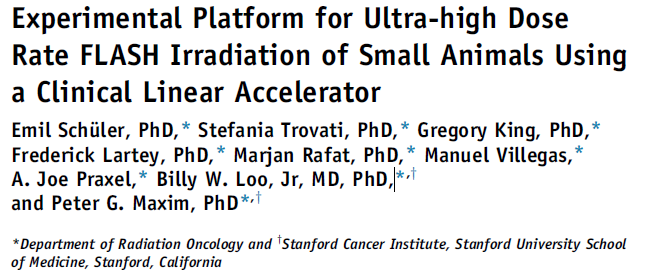 Experimental Platform for Ultra-high Dose
Rate FLASH Irradiation of Small Animals Using
a Clinical Linear Accelerator
Emil Schüler, PhD,* Stefania Trovati, PhD,* Gregory King, PhD,*
Frederick Lartey, PhD,* Marjan Rafat, PhD,* Manuel Villegas,*
A. Joe Praxel,* Billy W. Loo, Jr, MD, PhD,*,†
and Peter G. Maxim, PhD*,†
*Department of Radiation Oncology and †Stanford Cancer Institute, Stanford University School
of Medicine, Stanford, California